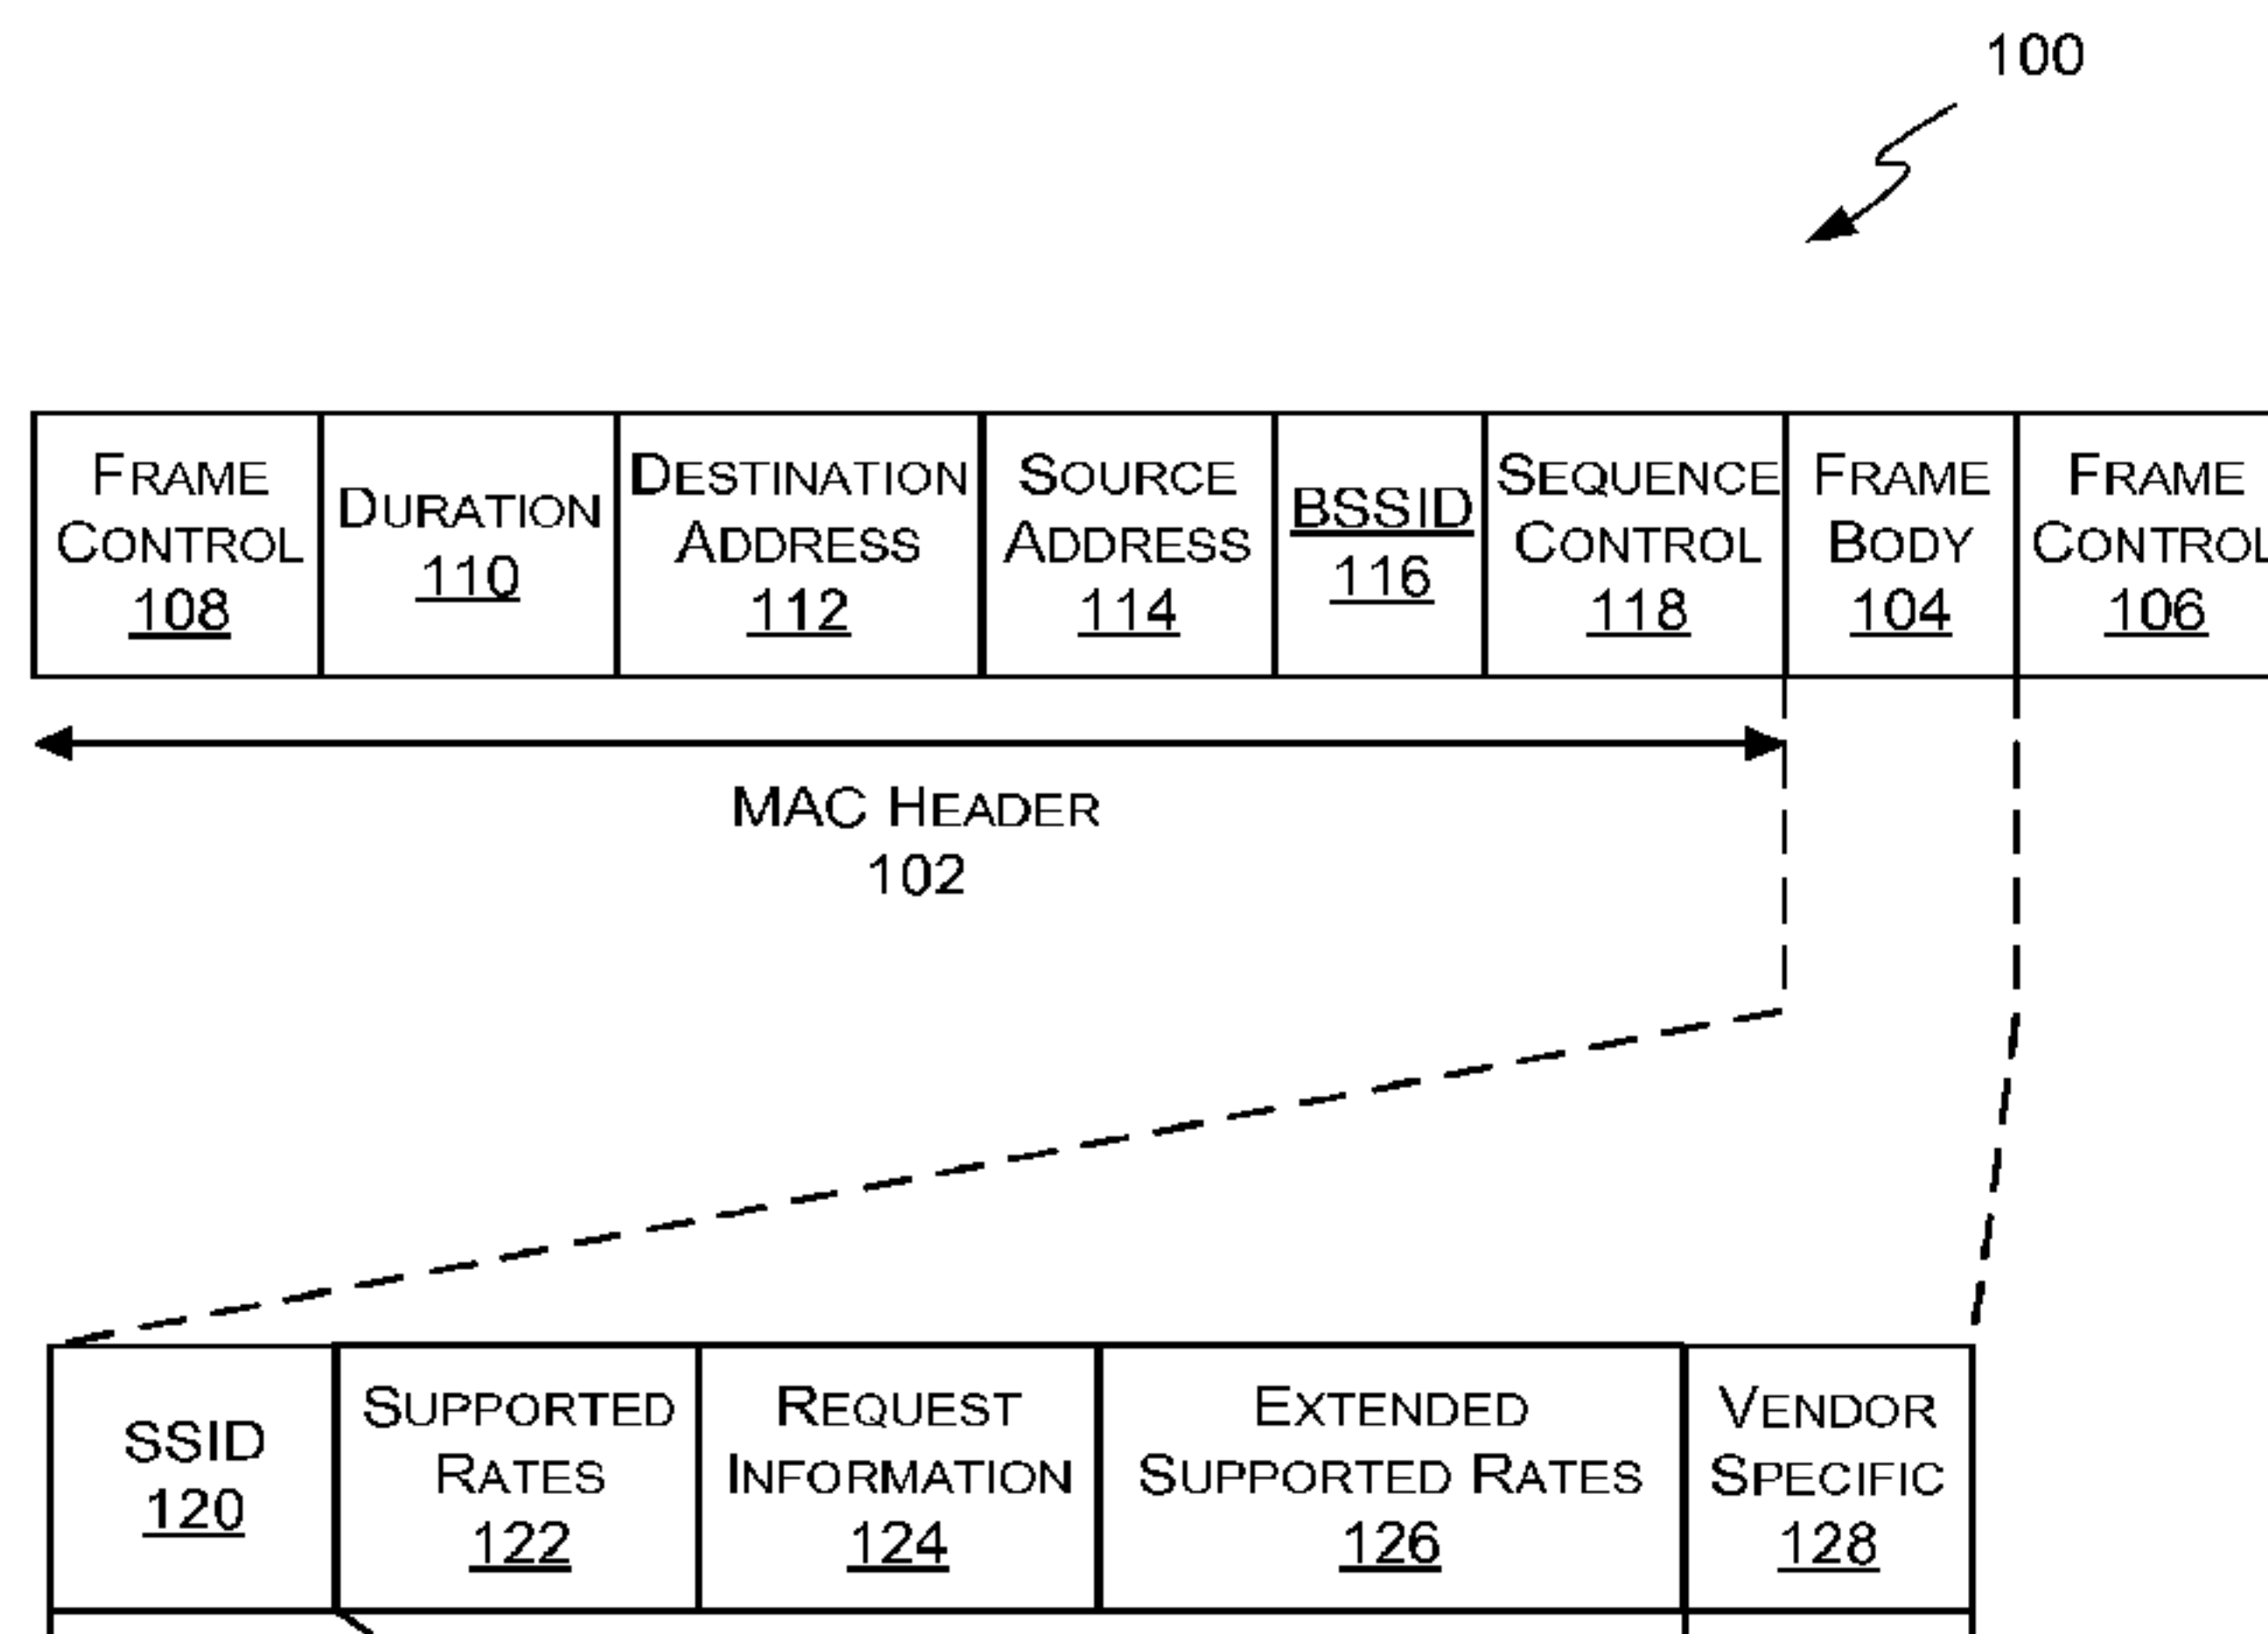 100
FRAME CONTROL 108
DURATION 110
DESTINATION ADDRESS 112
SOURCE ADDRESS 114
BSSID 116
SEQUENCE CONTROL 118
FRAME BODY 104
FRAME CONTROL 106
MAC HEADER
102
SSID 120
SUPPORTED RATES 122
REQUEST INFORMATION 124
EXTENDED SUPPORTED RATES 126
VENDOR SPECIFIC 128